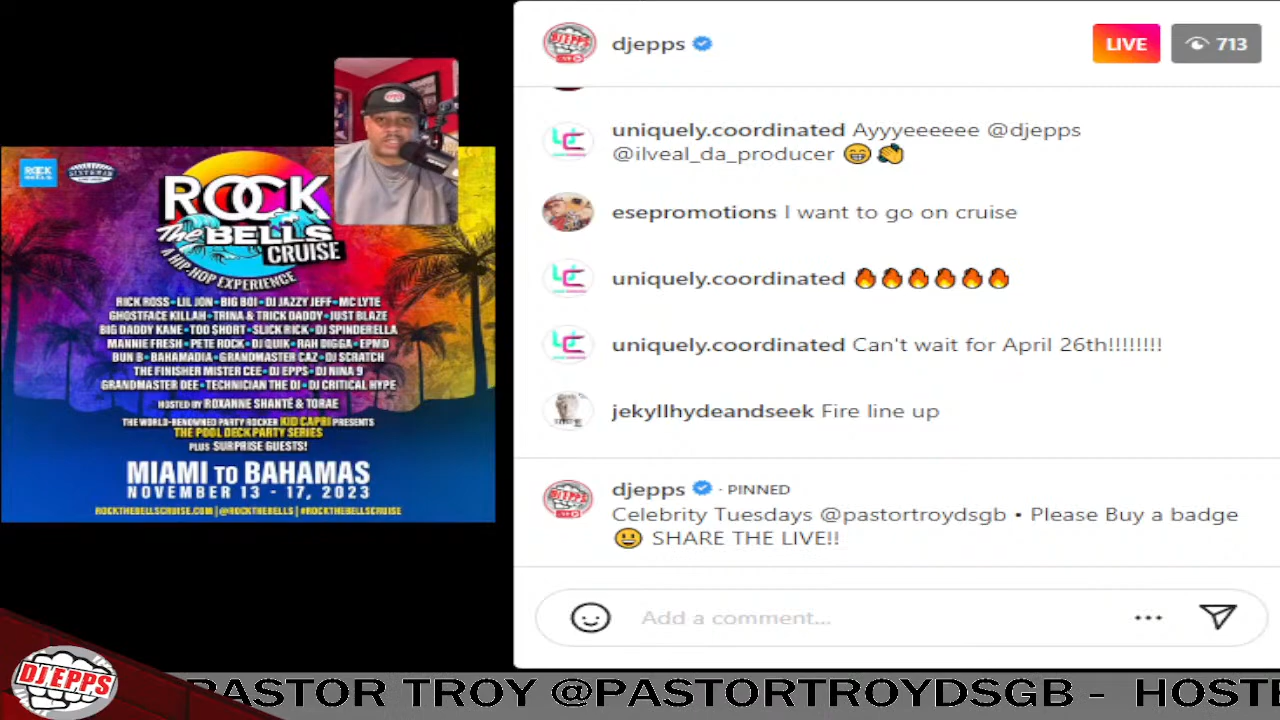 ROCK THE BELLS
SIXTHMAN
ROCK
The BELLS
CRUISE
A HIP-HOP EXPERIENCE
RICK ROSS • LIL JON • BIG BOI • DJ JAZZY JEFF • MC LYTE
GHOSTFACE KILLAH • TRINA & TRICK DADDY • JUST BLAZE
BIG DADDY KANE • TOO $HORT • SLICK RICK • DJ SPINDERELLA
MANNIE FRESH • PETE ROCK • DJ QUIK • RAH DIGGA • EPMD
BUN B • BAHAMADIA • GRANDMASTER CAZ • DJ SCRATCH
THE FINISHER MISTER CEE • DJ EPPS • DJ NINA 9
GRANDMASTER DEE • TECHNICIAN THE DJ • DJ CRITICAL HYPE
HOSTED BY ROXANNE SHANTÉ & TORAE
THE WORLD-RENOWNED PARTY ROCKER KID CAPRI PRESENTS
THE POOL DECK PARTY SERIES
PLUS SURPRISE GUESTS!
MIAMI TO BAHAMAS
NOVEMBER 13 - 17, 2023
ROCKTHEBELLSCRUISE.COM | @ROCKTHEBELLS | #ROCKTHEBELLSCRUISE
djepps
LIVE
713
uniquely.coordinated Ayyyeeeeee @djepps
@ilveal_da_producer 😁 👏
esepromotions I want to go on cruise
uniquely.coordinated 🔥🔥🔥🔥🔥🔥
uniquely.coordinated Can't wait for April 26th!!!!!!!!
jekyllhydeandseek Fire line up
djepps · PINNED
Celebrity Tuesdays @pastortroydsgb • Please Buy a badge
😀 SHARE THE LIVE!!
Add a comment...
DJ EPPS
PASTOR TROY @PASTORTROYDSGB - HOSTE